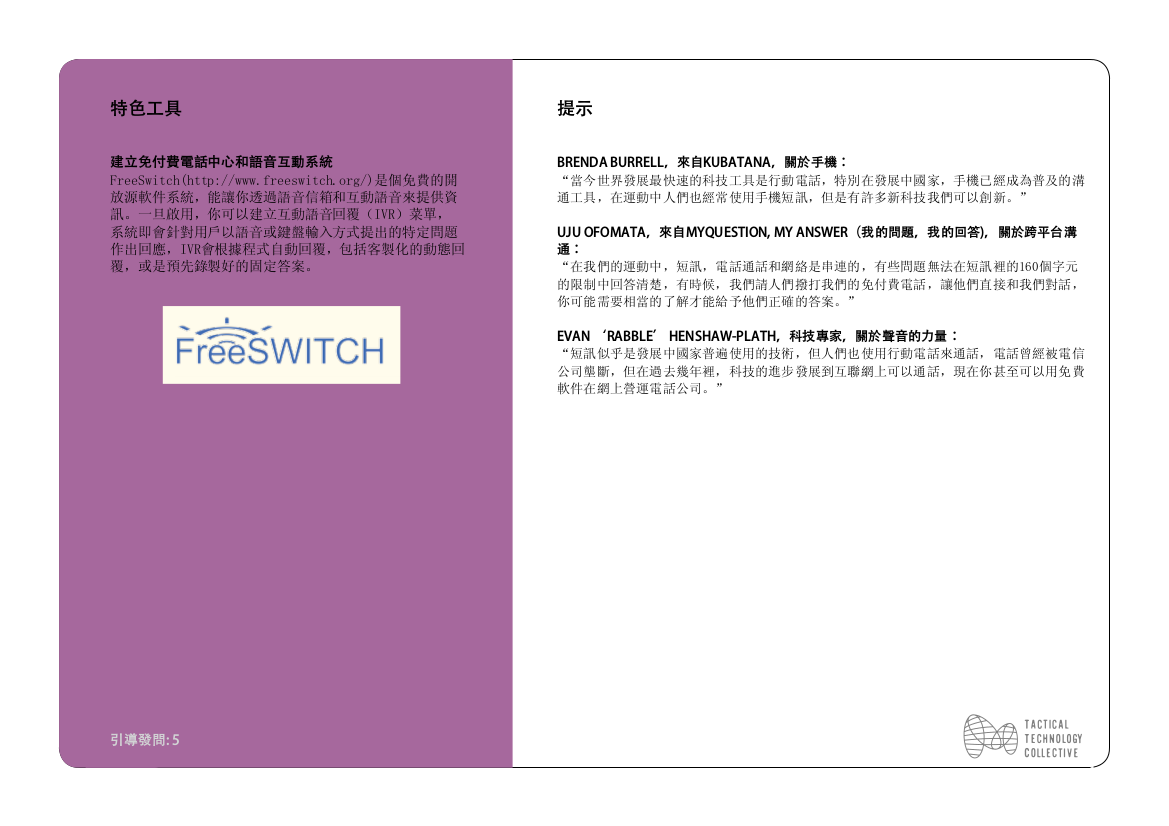 特色工具
建立免付費電話中心和語音互動系統
FreeSwitch(http://www.freeswitch.org/)是個免費的開
放源軟件系統，能讓你透過語音信箱和互動語音來提供資
訊。一旦啟用，你可以建立互動語音回覆（IVR）菜單，
系統即會針對用戶以語音或鍵盤輸入方式提出的特定問題
作出回應，IVR會根據程式自動回覆，包括客製化的動態回
覆，或是預先錄製好的固定答案。
FreeSWITCH
引導發問: 5
提示
BRENDA BURRELL，來自KUBATANA，關於手機：
“當今世界發展最快速的科技工具是行動電話，特別在發展中國家，手機已經成為普及的溝
通工具，在運動中人們也經常使用手機短訊，但是有許多新科技我們可以創新。”
UJU OFOMATA，來自MYQUESTION, MY ANSWER（我的問題，我的回答)，關於跨平台溝
通：
“在我們的運動中，短訊，電話通話和網絡是串連的，有些問題無法在短訊裡的160個字元
的限制中回答清楚，有時候，我們請人們撥打我們的免付費電話，讓他們直接和我們對話，
你可能需要相當的了解才能給予他們正確的答案。”
EVAN ‘RABBLE’ HENSHAW-PLATH，科技專家，關於聲音的力量：
“短訊似乎是發展中國家普遍使用的技術，但人們也使用行動電話來通話，電話曾經被電信
公司壟斷，但在過去幾年裡，科技的進步發展到互聯網上可以通話，現在你甚至可以用免費
軟件在網上營運電話公司。”
TACTICAL
TECHNOLOGY
COLLECTIVE